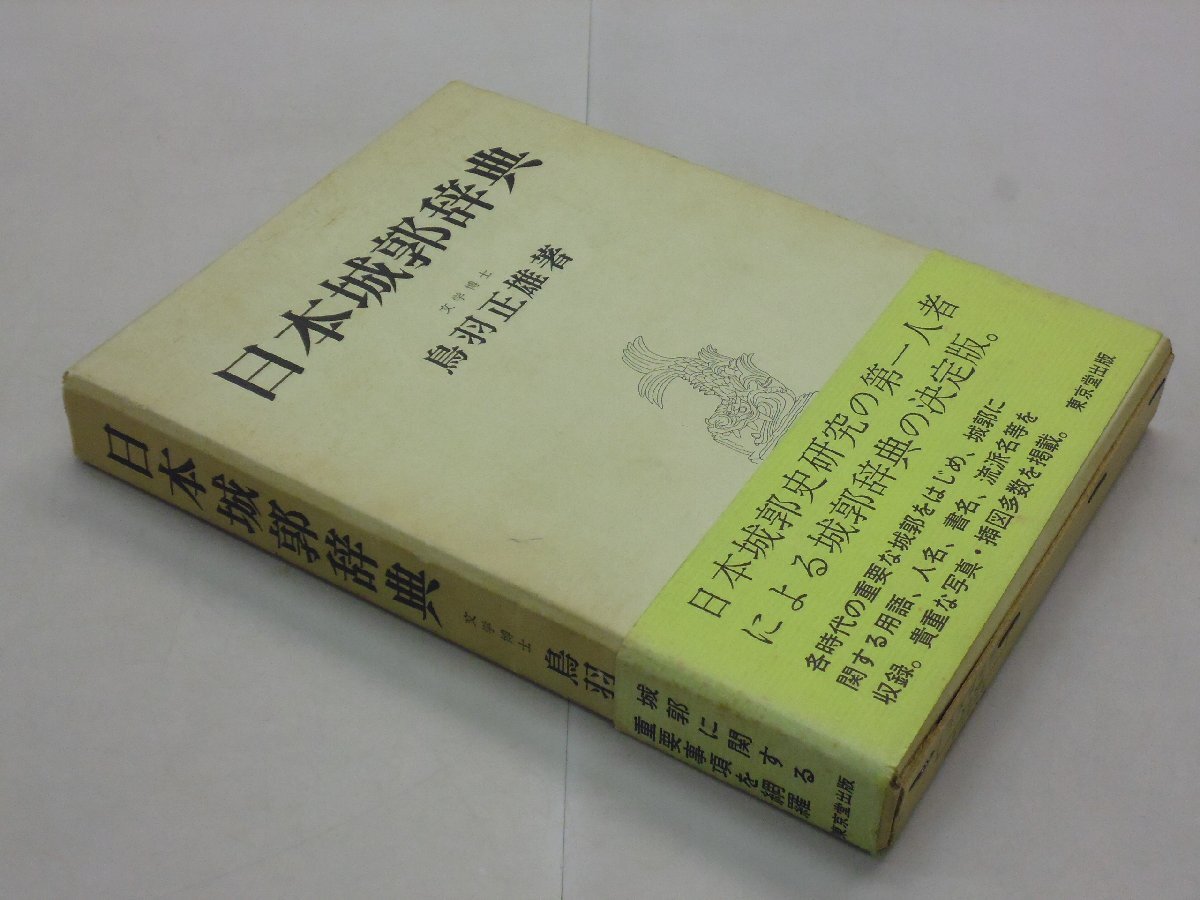 日本城郭辞典
文学博士
鳥羽正雄著
日本城郭史研究の第一人者
による城郭辞典の決定版。
各時代の重要な城郭をはじめ、城郭に
関する用語、人名、書名、流派名等を
収録。貴重な写真・挿図多数を掲載。
東京堂出版
日本城郭辞典
文学博士
鳥羽
城郭に関する
重要事項を網羅
東京堂出版